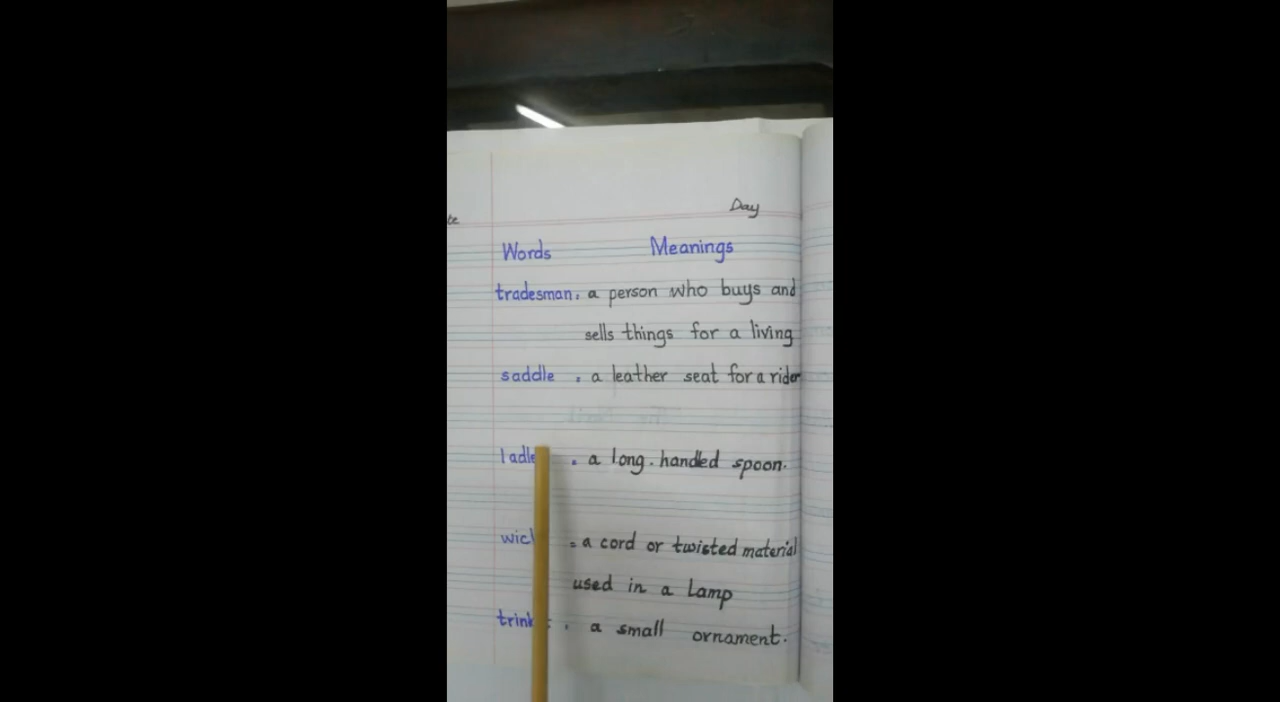 Day
Words Meanings
tradesman = a person who buys and
sells things for a living
saddle = a leather seat for a rider
ladle = a long-handled spoon.
= a cord or twisted material
used in a Lamp
= a small ornament.